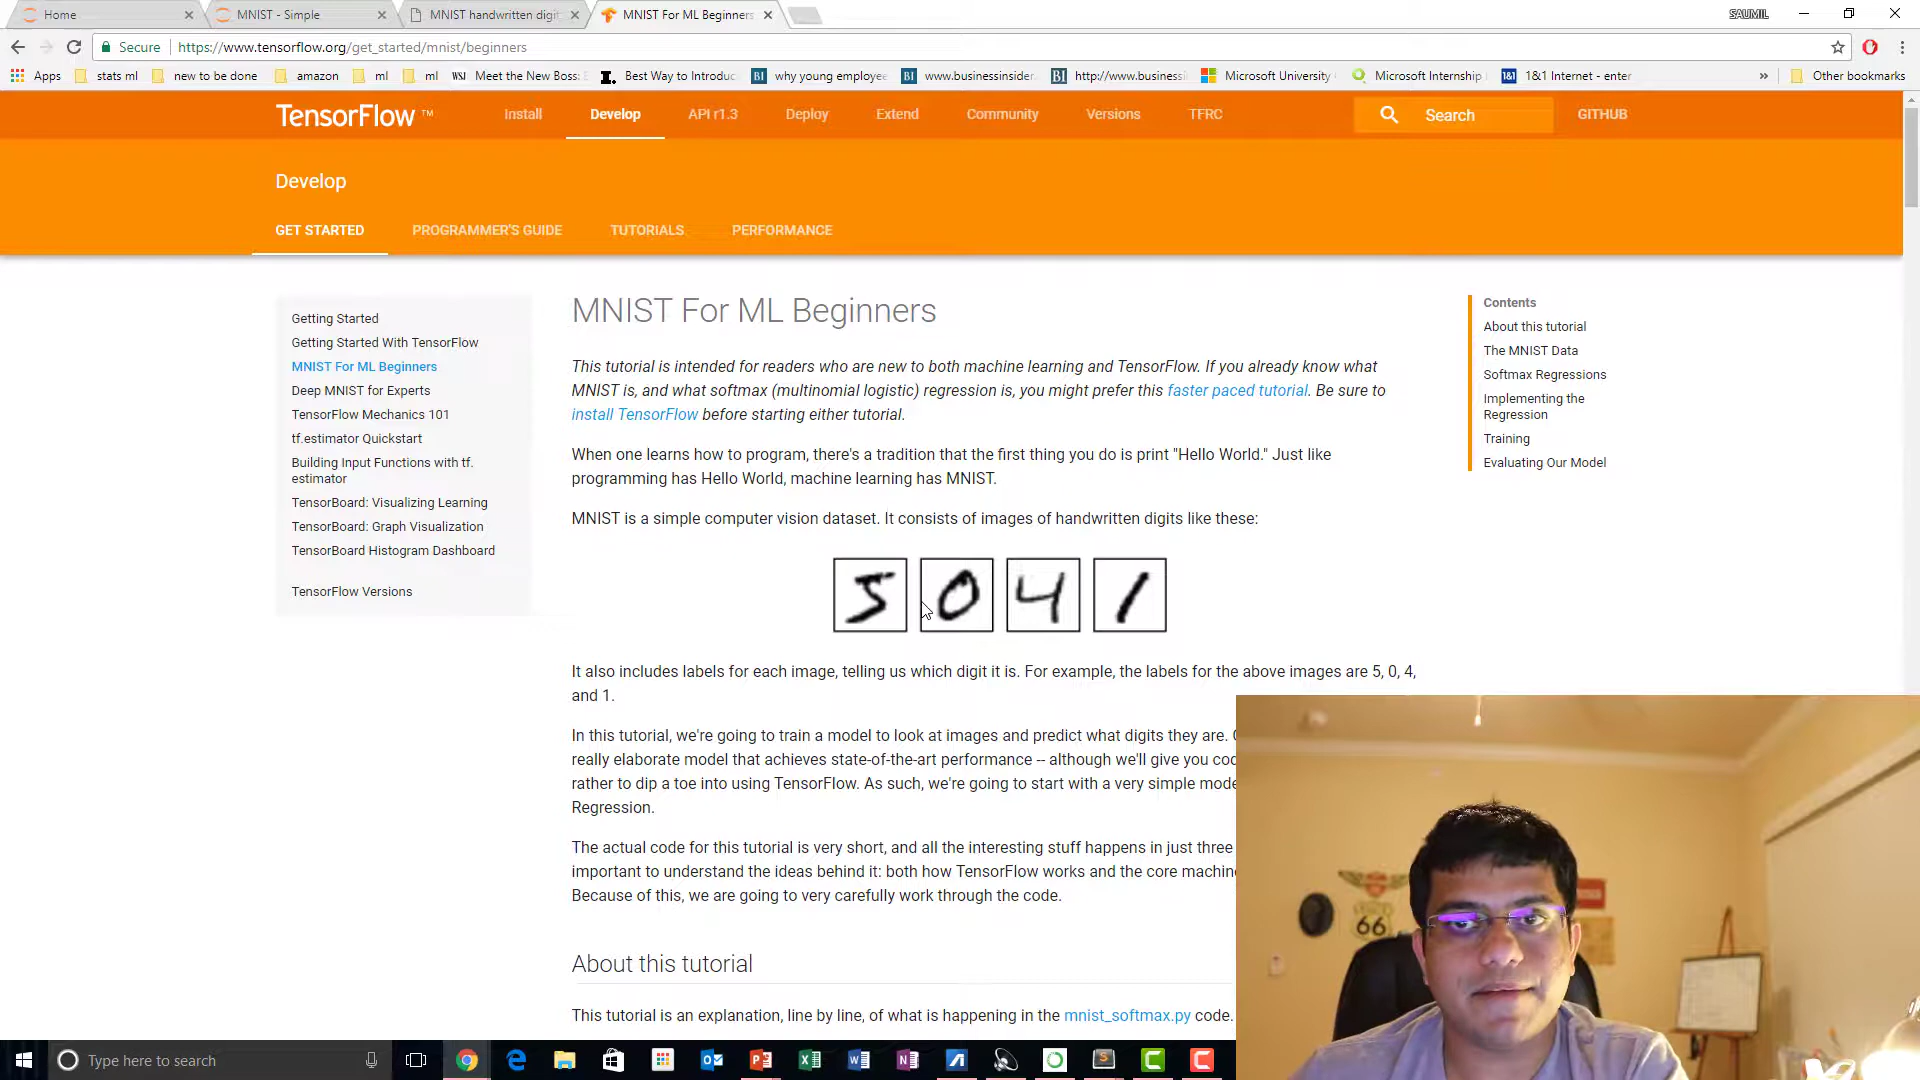 Home
MNIST - Simple
MNIST handwritten digit
MNIST For ML Beginners
SAUMIL
Secure
https://www.tensorflow.org/get_started/mnist/beginners
Apps
stats ml
new to be done
amazon
ml
ml
WSJ
Meet the New Boss:
Best Way to Introduc
BI
why young employee
BI
www.businessinsider.
BI
http://www.businessi
Microsoft University
Microsoft Internship
1&1
1&1 Internet - enter
»
Other bookmarks
TensorFlow™
Install
Develop
API r1.3
Deploy
Extend
Community
Versions
TFRC
Search
GITHUB
Develop
GET STARTED
PROGRAMMER'S GUIDE
TUTORIALS
PERFORMANCE
Getting Started
Getting Started With TensorFlow
MNIST For ML Beginners
Deep MNIST for Experts
TensorFlow Mechanics 101
tf.estimator Quickstart
Building Input Functions with tf.
estimator
TensorBoard: Visualizing Learning
TensorBoard: Graph Visualization
TensorBoard Histogram Dashboard
TensorFlow Versions
MNIST For ML Beginners
This tutorial is intended for readers who are new to both machine learning and TensorFlow. If you already know what
MNIST is, and what softmax (multinomial logistic) regression is, you might prefer this faster paced tutorial. Be sure to
install TensorFlow before starting either tutorial.
When one learns how to program, there's a tradition that the first thing you do is print "Hello World." Just like
programming has Hello World, machine learning has MNIST.
MNIST is a simple computer vision dataset. It consists of images of handwritten digits like these:
5 0 4 1
It also includes labels for each image, telling us which digit it is. For example, the labels for the above images are 5, 0, 4,
and 1.
In this tutorial, we're going to train a model to look at images and predict what digits they are.
really elaborate model that achieves state-of-the-art performance -- although we'll give you
rather to dip a toe into using TensorFlow. As such, we're going to start with a very simple
Regression.
The actual code for this tutorial is very short, and all the interesting stuff happens in just three
important to understand the ideas behind it: both how TensorFlow works and the core
Because of this, we are going to very carefully work through the code.
About this tutorial
This tutorial is an explanation, line by line, of what is happening in the mnist_softmax.py code.
Contents
About this tutorial
The MNIST Data
Softmax Regressions
Implementing the
Regression
Training
Evaluating Our Model
66
Type here to search